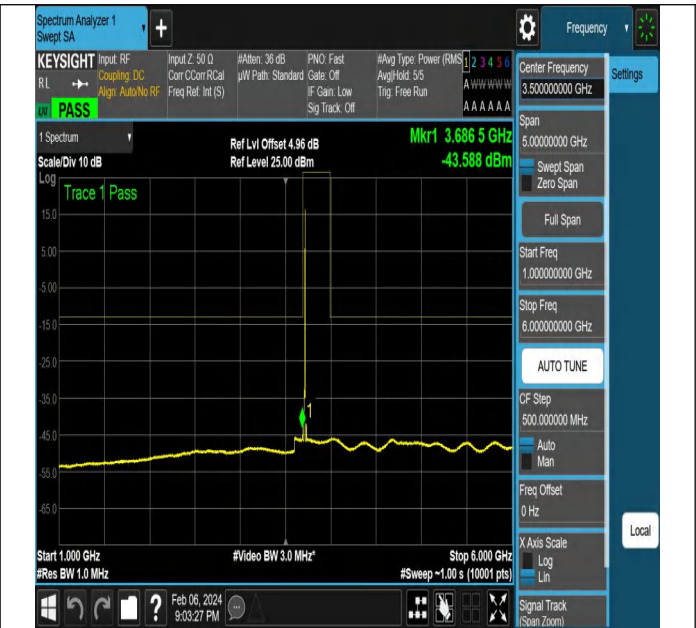 Spectrum Analyzer 1
Swept SA
Frequency
KEYSIGHT
RL
PASS
Input: RF
Coupling: DC
Align: Auto/No RF
Input Z: 50 Ω
Corr CCorr RCal
Freq Ref: Int (S)
#Atten: 36 dB
µW Path: Standard
PNO: Fast
Gate: Off
IF Gain: Low
Sig Track: Off
#Avg Type: Power (RMS
Avg|Hold: 5/5
Trig: Free Run
1 2 3 4 5 6
A W W W W W
A A A A A A
1 Spectrum
Scale/Div 10 dB
Log
Ref Lvl Offset 4.96 dB
Ref Level 25.00 dBm
Mkr1 3.686 5 GHz
-43.588 dBm
Trace 1 Pass
15.0
5.00
-5.00
-15.0
-25.0
-35.0
-45.0
-55.0
-65.0
1
Start 1.000 GHz
#Res BW 1.0 MHz
#Video BW 3.0 MHz*
Stop 6.000 GHz
#Sweep ~1.00 s (10001 pts)
Feb 06, 2024
9:03:27 PM
Center Frequency
3.500000000 GHz
Settings
Span
5.00000000 GHz
Swept Span
Zero Span
Full Span
Start Freq
1.000000000 GHz
Stop Freq
6.000000000 GHz
AUTO TUNE
CF Step
500.000000 MHz
Auto
Man
Freq Offset
0 Hz
X Axis Scale
Log
Lin
Local
Signal Track
(Span Zoom)